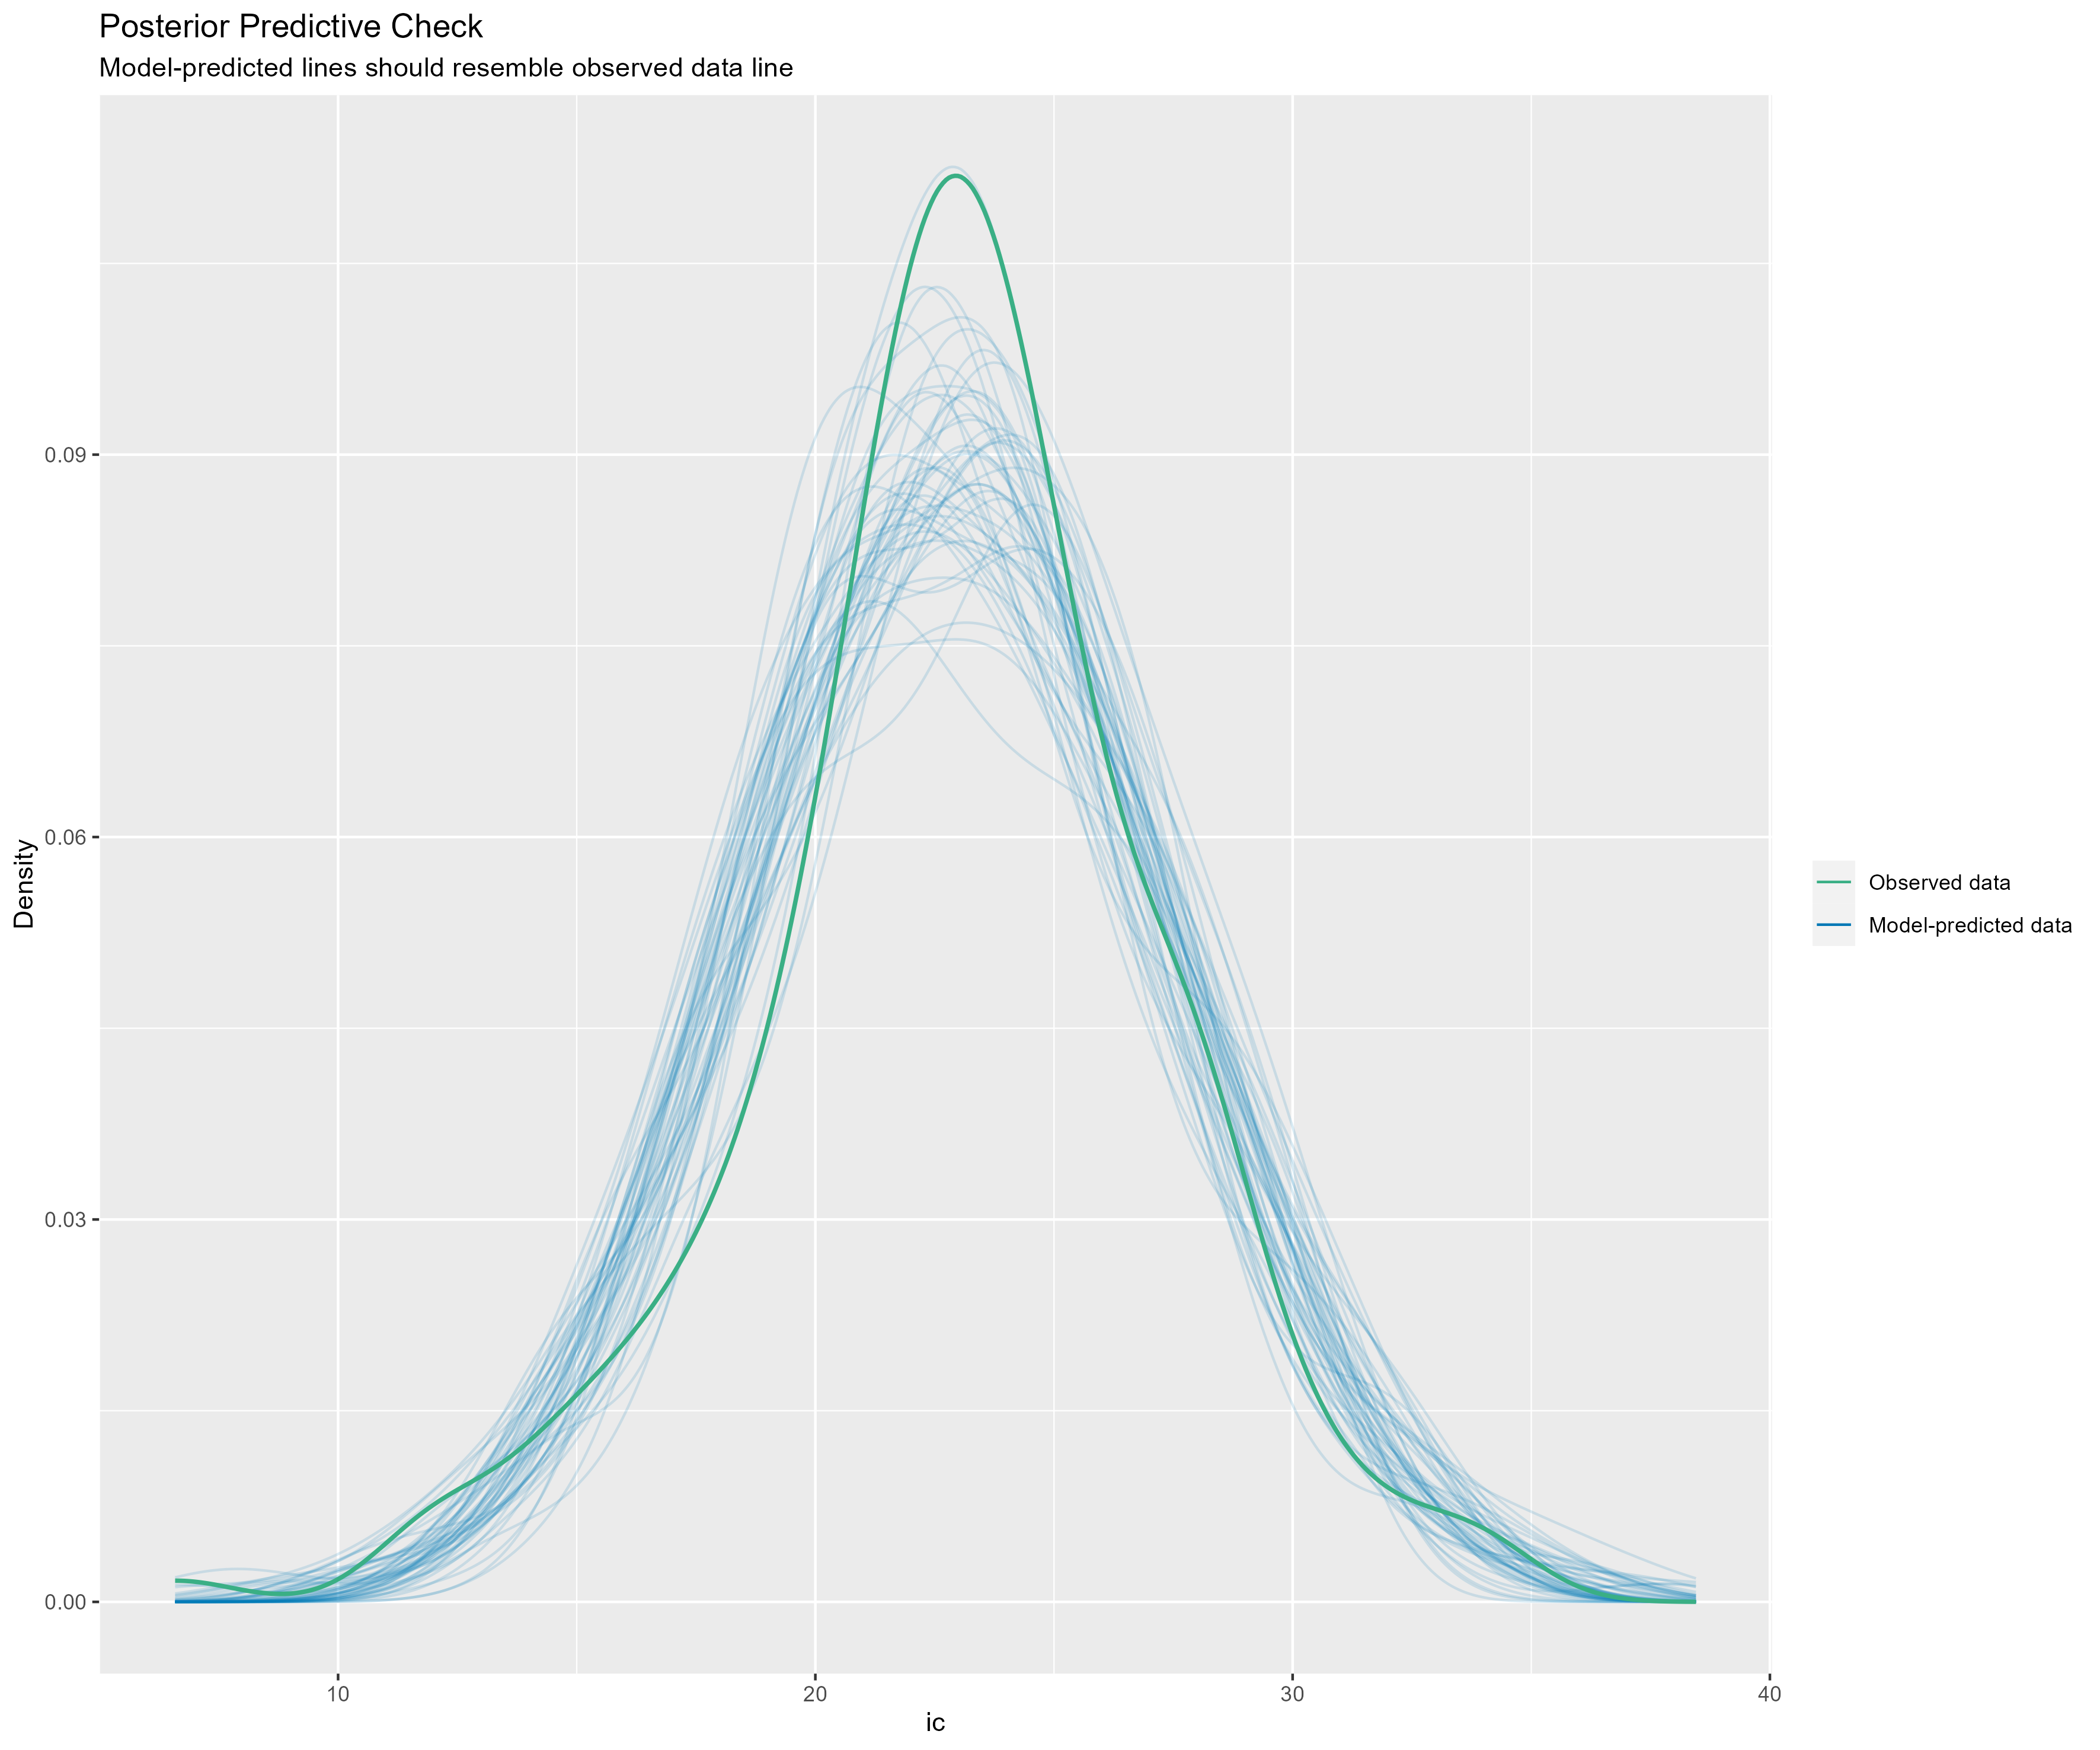 Posterior Predictive Check
Model-predicted lines should resemble observed data line
Density
0.09
0.06
0.03
0.00
10
20
30
40
ic
Observed data
Model-predicted data